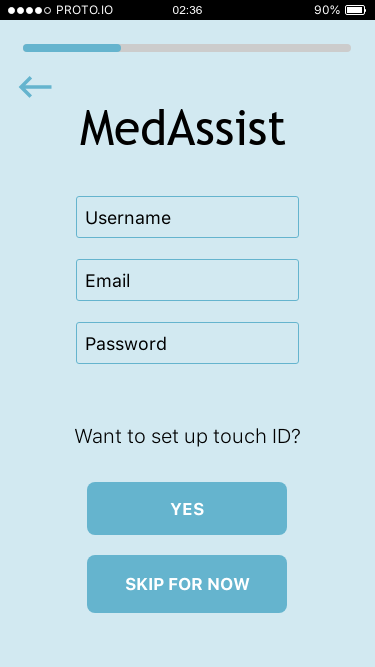 PROTO.IO 02:36 90%
MedAssist
Username
Email
Password
Want to set up touch ID?
YES
SKIP FOR NOW